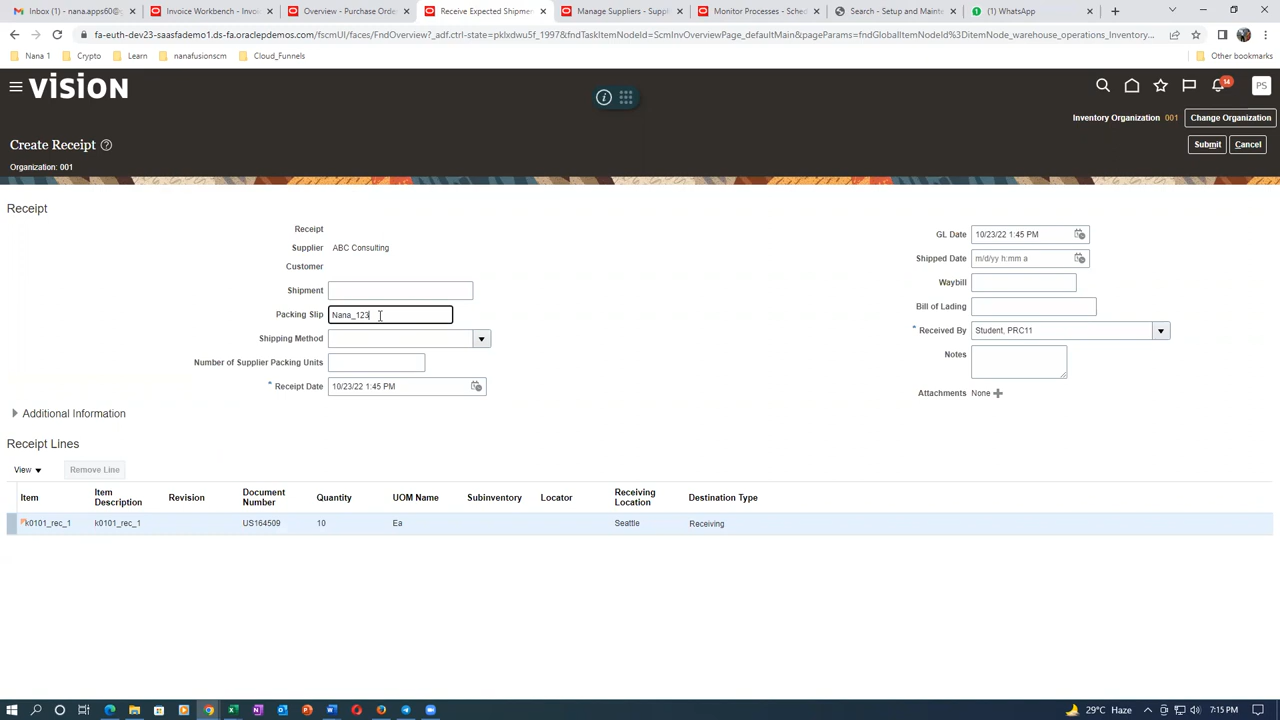 Inbox (1) - nana.apps60@g
Invoice Workbench - Invoi
Overview - Purchase Order
Receive Expected Shipmer
Manage Suppliers - Suppl
Monitor Processes - Sched
Search - Setup and Mainte
(1) WhatsApp
fa-euth-dev23-saasfademo1.ds-fa.oraclepdemos.com/fscmUI/faces/FndOverview?_adf.ctrl-state=pklxdwu5f_1997&fndTaskItemNodeId=ScmInvOverviewPage_defaultMain&pageParams=fndGlobalItemNodeId%3DitemNode_warehouse_operations_Inventory...
Nana 1
Crypto
Learn
nanafusionscm
Cloud_Funnels
Other bookmarks
VISION
14
PS
Inventory Organization 001
Change Organization
Create Receipt
Submit
Cancel
Organization: 001
Receipt
Receipt
Supplier ABC Consulting
Customer
Shipment
Packing Slip Nana_123
Shipping Method
Number of Supplier Packing Units
* Receipt Date 10/23/22 1:45 PM
GL Date 10/23/22 1:45 PM
Shipped Date m/d/yy h:mm a
Waybill
Bill of Lading
* Received By Student, PRC11
Notes
Attachments None
Additional Information
Receipt Lines
View
Remove Line
Item
Item Description
Revision
Document Number
Quantity
UOM Name
Subinventory
Locator
Receiving Location
Destination Type
k0101_rec_1
k0101_rec_1
US164509
10
Ea
Seattle
Receiving
29°C Haze
7:15 PM